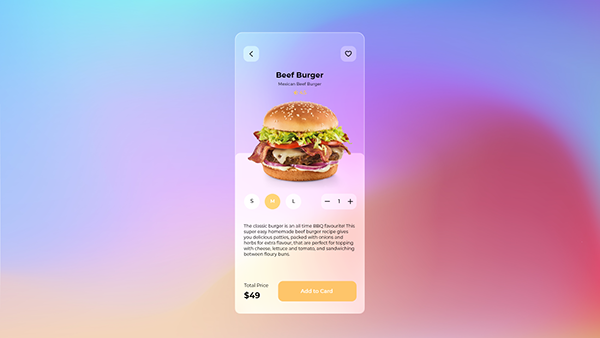 Beef Burger
Mexican Beef Burger
S M L
1
The classic burger is an all time BBQ favourite! This
super easy homemade beef burger recipe gives
you delicious patties, packed with onions and
herbs for extra flavour, that are perfect for topping
with cheese, lettuce and tomato, and sandwiching
between floury buns.
Total Price
$49
Add to Card